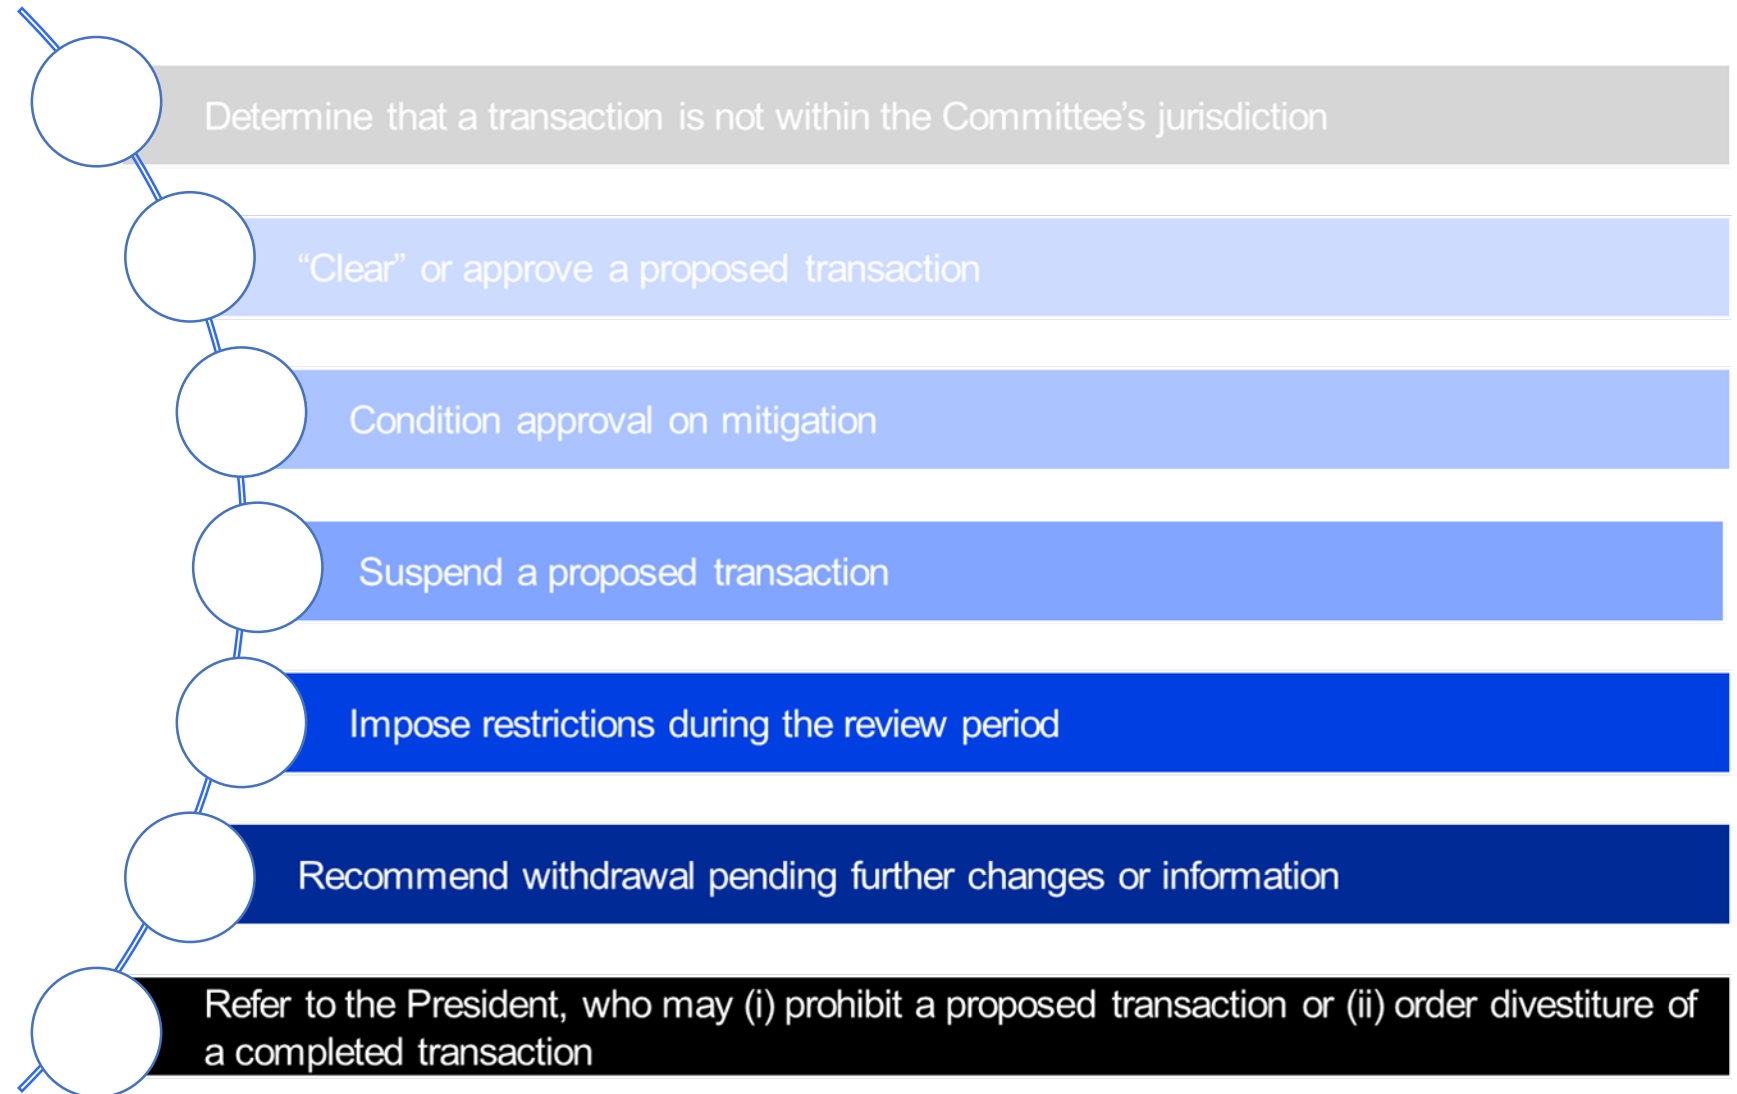 Determine that a transaction is not within the Committee’s jurisdiction
“Clear” or approve a proposed transaction
Condition approval on mitigation
Suspend a proposed transaction
Impose restrictions during the review period
Recommend withdrawal pending further changes or information
Refer to the President, who may (i) prohibit a proposed transaction or (ii) order divestiture of
a completed transaction